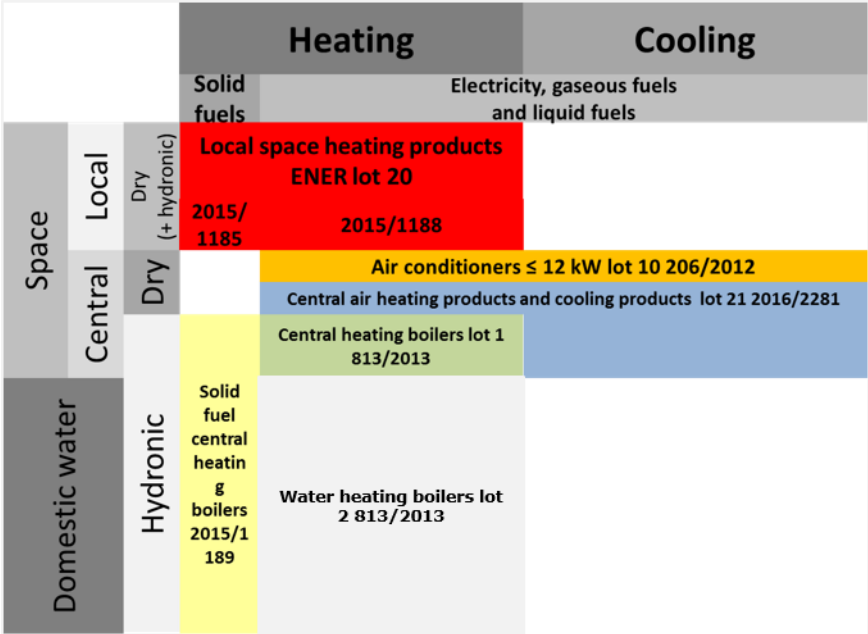 Heating
Cooling
Solid
fuels
Electricity, gaseous fuels
and liquid fuels
Space
Local
Dry
(+ hydronic)
Local space heating products
ENER lot 20
2015/
1185
2015/1188
Central
Dry
Air conditioners ≤ 12 kW lot 10 206/2012
Central air heating products and cooling products lot 21 2016/2281
Hydronic
Central heating boilers lot 1
813/2013
Solid
fuel
central
heatin
g
boilers
2015/1
189
Domestic water
Water heating boilers lot
2 813/2013